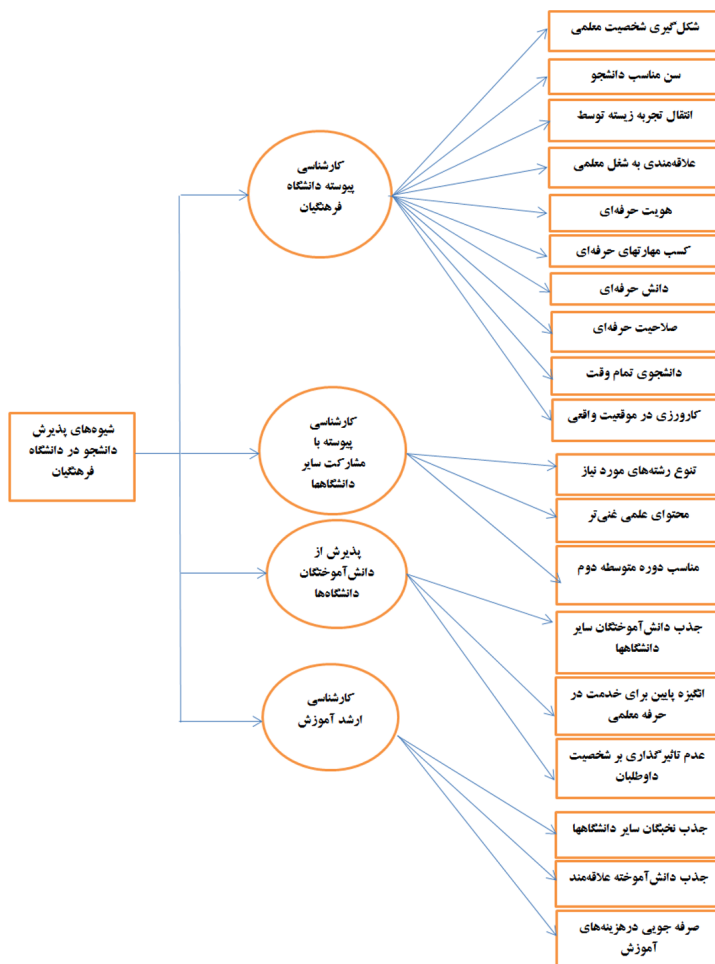 شیوه‌های پذیرش
دانشجو در دانشگاه
فرهنگیان
کارشناسی
پیوسته دانشگاه
فرهنگیان
شکل‌گیری شخصیت معلمی
سن مناسب دانشجو
انتقال تجربه زیسته توسط
علاقه‌مندی به شغل معلمی
هویت حرفه‌ای
کسب مهارتهای حرفه‌ای
دانش حرفه‌ای
صلاحیت حرفه‌ای
دانشجوی تمام وقت
کارورزی در موقعیت واقعی
کارشناسی
پیوسته با
مشارکت سایر
دانشگاهها
تنوع رشته‌های مورد نیاز
محتوای علمی غنی‌تر
مناسب دوره متوسطه دوم
پذیرش از
دانش‌آموختگان
دانشگاه‌ها
جذب دانش‌آموختگان سایر
دانشگاهها
انگیزه پایین برای خدمت در
حرفه معلمی
عدم تاثیرگذاری بر شخصیت
داوطلبان
کارشناسی
ارشد آموزش
جذب نخبگان سایر دانشگاهها
جذب دانش‌آموخته علاقه‌مند
صرفه جویی درهزینه‌های
آموزش